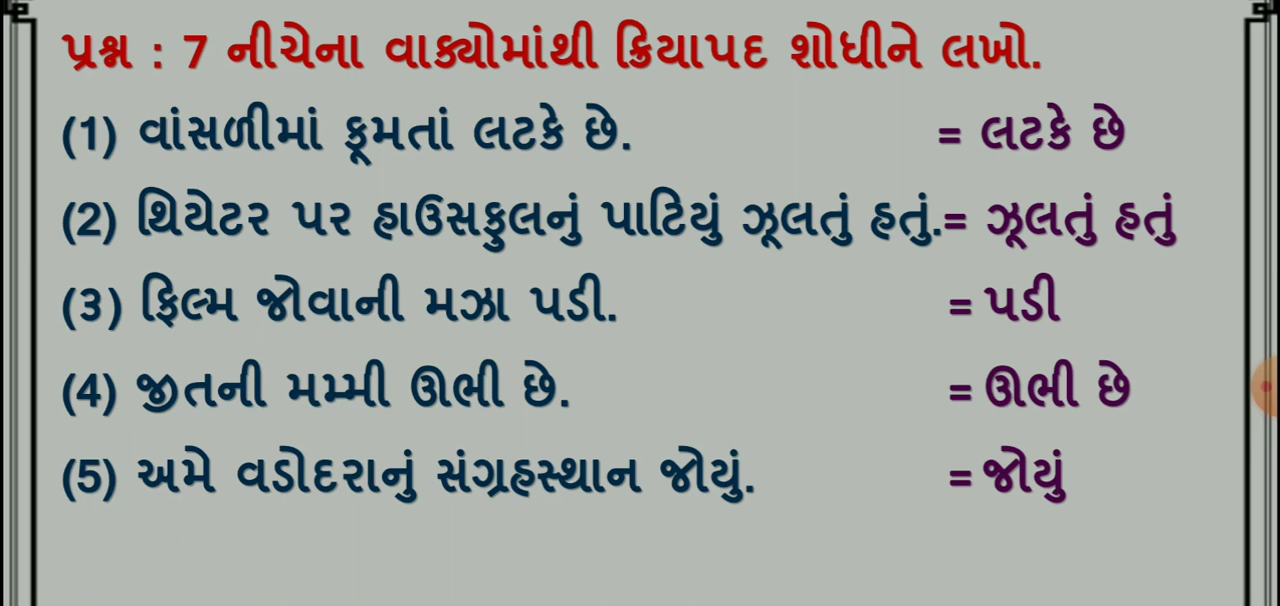 પ્રશ્ન : 7 નીચેના વાક્યોમાંથી ક્રિયાપદ શોધીને લખો.
(1) વાંસળીમાં ફૂમતાં લટકે છે. = લટકે છે
(2) થિયેટર પર હાઉસફુલનું પાટિયું ઝૂલતું હતું.= ઝૂલતું હતું
(૩) ફિલ્મ જોવાની મઝા પડી. = પડી
(4) જીતની મમ્મી ઊભી છે. = ઊભી છે
(5) અમે વડોદરાનું સંગ્રહસ્થાન જોયું. = જોયું